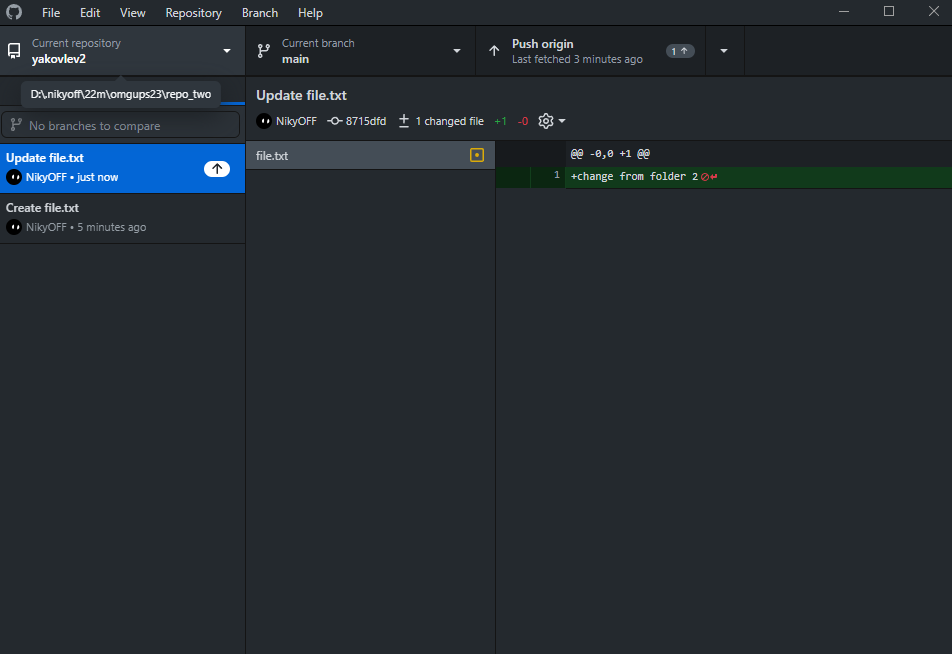 File Edit View Repository Branch Help
Current repository
yakovlev2
Current branch
main
Push origin
Last fetched 3 minutes ago
1
D:\.nikyoff\22m\omgups23\repo_two
No branches to compare
Update file.txt
NikyOFF • just now
Create file.txt
NikyOFF • 5 minutes ago
Update file.txt
NikyOFF 8715dfd 1 changed file +1 -0
file.txt
@@ -0,0 +1 @@
1 +change from folder 2